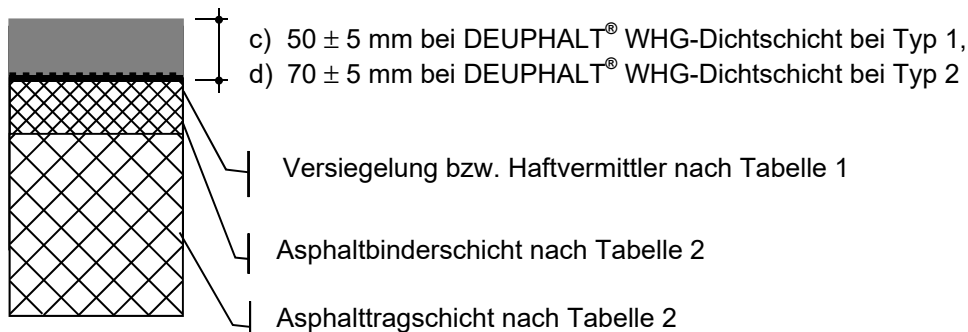 c) 50 ± 5 mm bei DEUPHALT® WHG-Dichtschicht bei Typ 1,
d) 70 ± 5 mm bei DEUPHALT® WHG-Dichtschicht bei Typ 2
Versiegelung bzw. Haftvermittler nach Tabelle 1
Asphaltbinderschicht nach Tabelle 2
Asphalttragschicht nach Tabelle 2